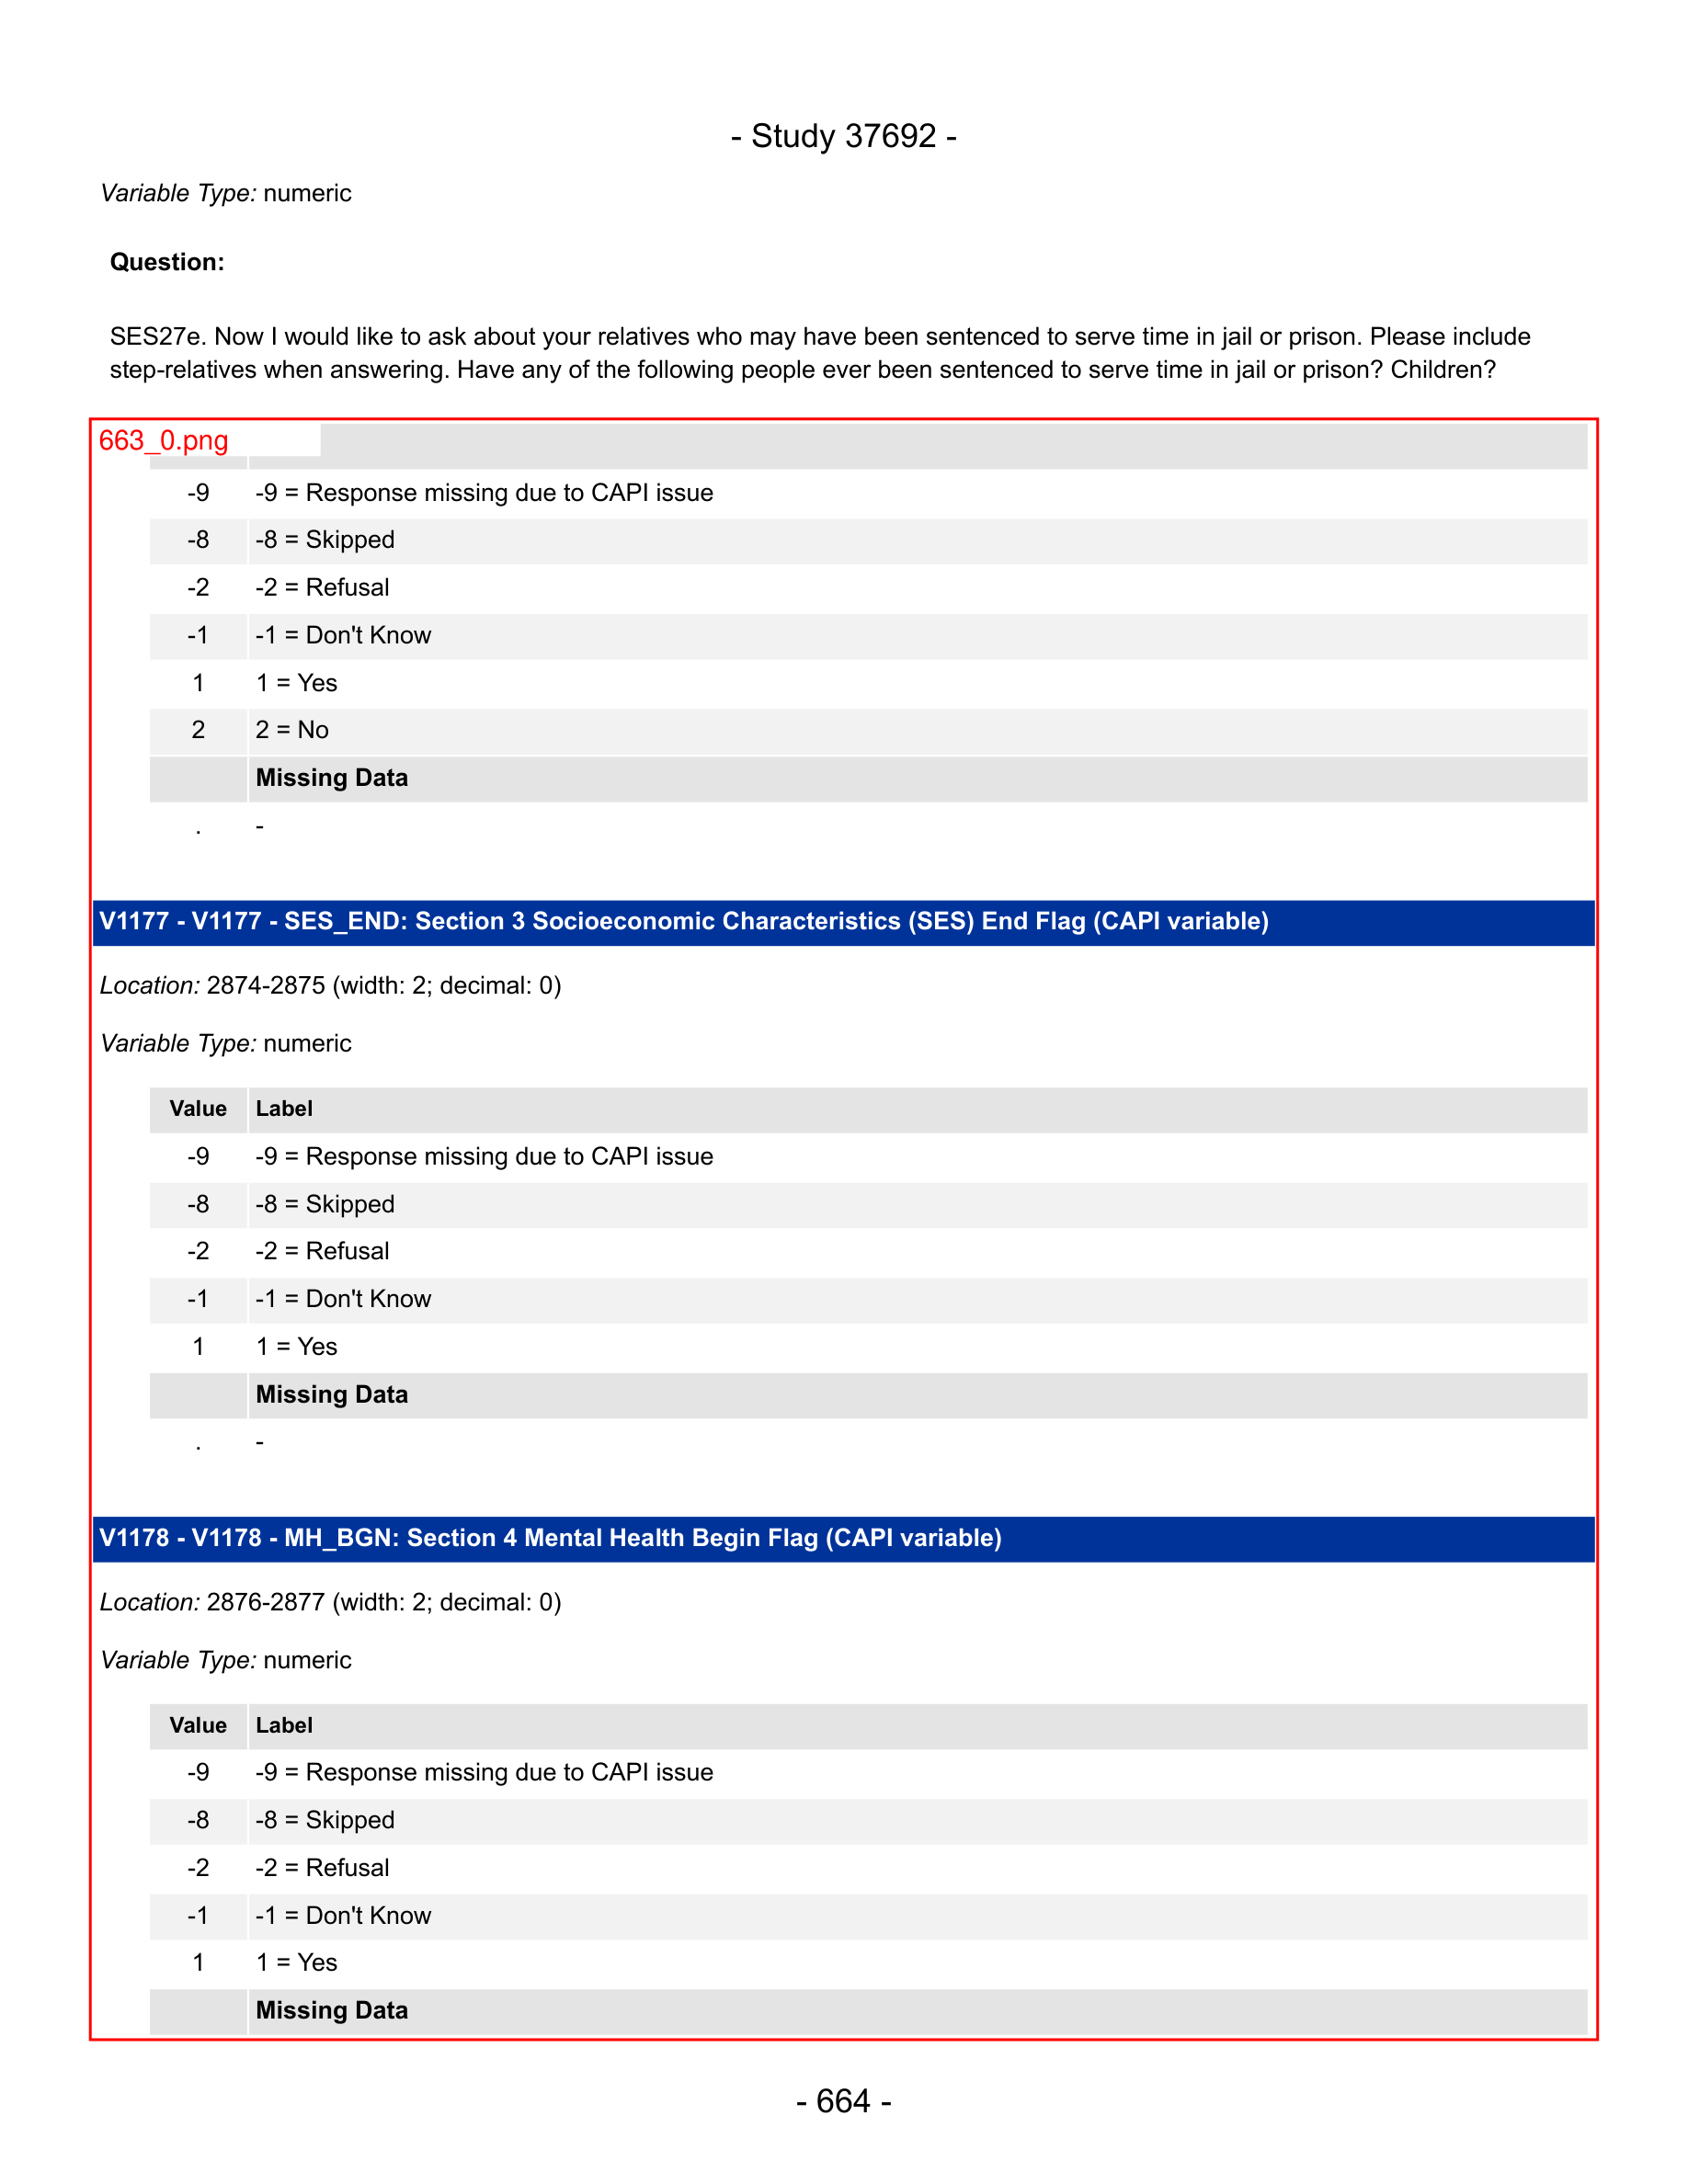 - Study 37692 -
Variable Type: numeric
Question:
SES27e. Now I would like to ask about your relatives who may have been sentenced to serve time in jail or prison. Please include
step-relatives when answering. Have any of the following people ever been sentenced to serve time in jail or prison? Children?
663_0.png
-9 -9 = Response missing due to CAPI issue
-8 -8 = Skipped
-2 -2 = Refusal
-1 -1 = Don't Know
1 1 = Yes
2 2 = No
Missing Data
. -
V1177 - V1177 - SES_END: Section 3 Socioeconomic Characteristics (SES) End Flag (CAPI variable)
Location: 2874-2875 (width: 2; decimal: 0)
Variable Type: numeric
Value Label
-9 -9 = Response missing due to CAPI issue
-8 -8 = Skipped
-2 -2 = Refusal
-1 -1 = Don't Know
1 1 = Yes
Missing Data
. -
V1178 - V1178 - MH_BGN: Section 4 Mental Health Begin Flag (CAPI variable)
Location: 2876-2877 (width: 2; decimal: 0)
Variable Type: numeric
Value Label
-9 -9 = Response missing due to CAPI issue
-8 -8 = Skipped
-2 -2 = Refusal
-1 -1 = Don't Know
1 1 = Yes
Missing Data
- 664 -